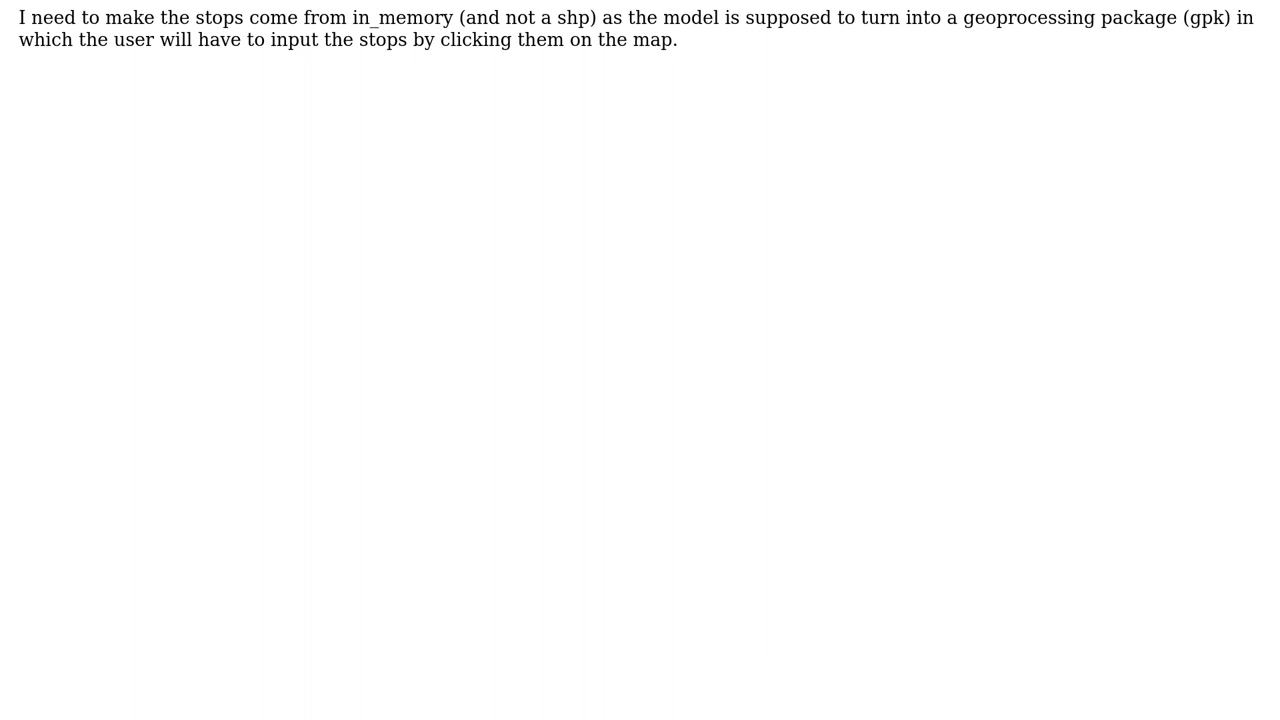 I need to make the stops come from in_memory (and not a shp) as the model is supposed to turn into a geoprocessing package (gpk) in
which the user will have to input the stops by clicking them on the map.